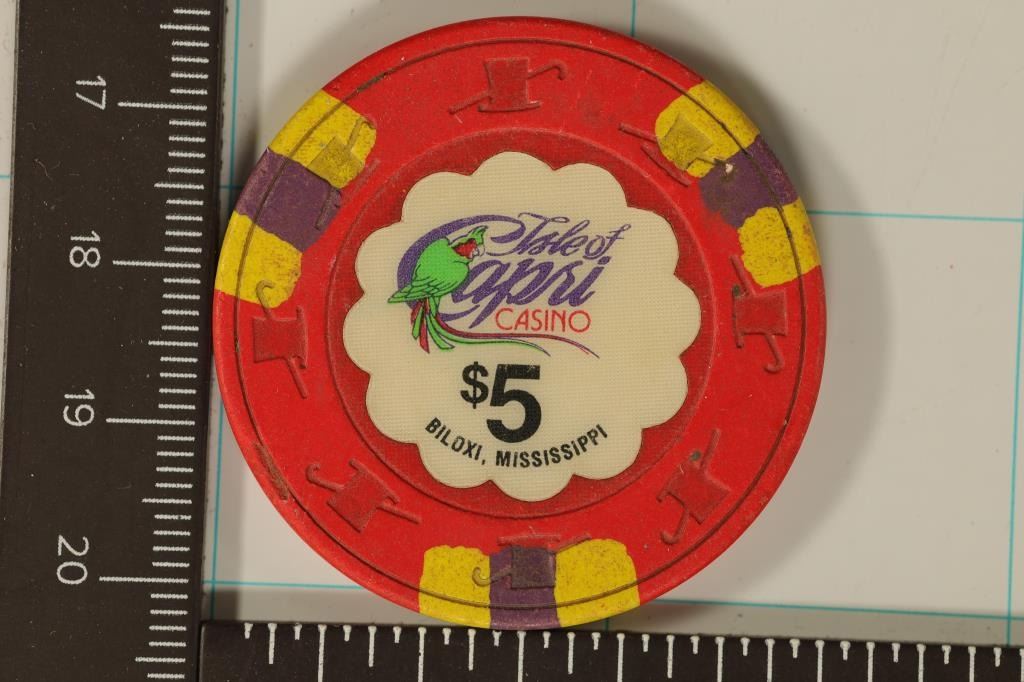 17
18
19
20
Isle of
Capri
CASINO
$5
BILOXI, MISSISSIPPI